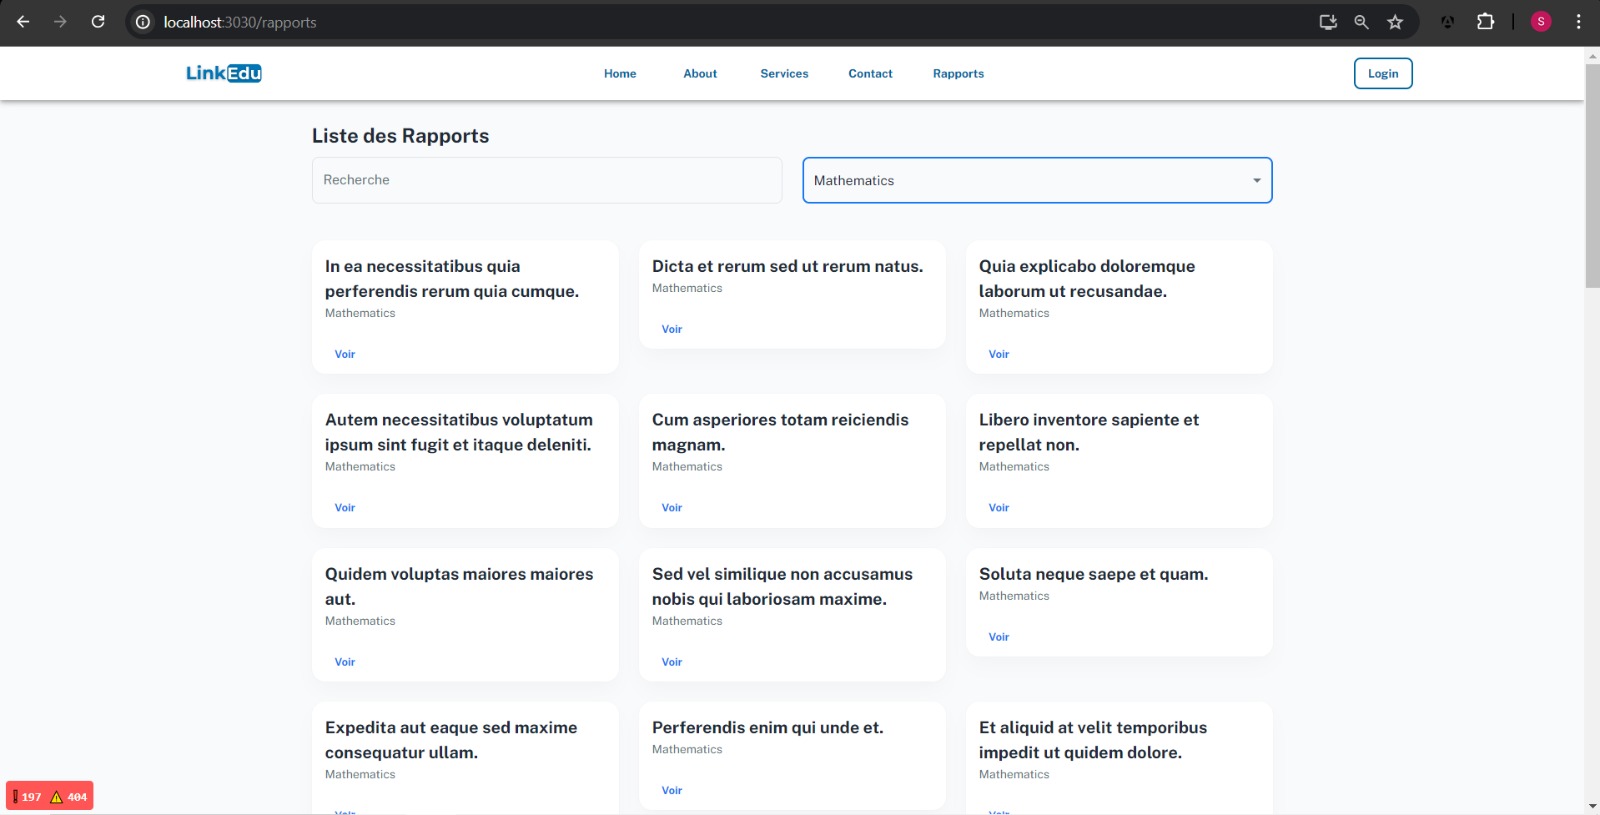 localhost:3030/rapports
S
LinkEdu
Home About Services Contact Rapports
Login
Liste des Rapports
Recherche
Mathematics
In ea necessitatibus quia
perferendis rerum quia cumque.
Mathematics
Voir
Dicta et rerum sed ut rerum natus.
Mathematics
Voir
Quia explicabo doloremque
laborum ut recusandae.
Mathematics
Voir
Autem necessitatibus voluptatum
ipsum sint fugit et itaque deleniti.
Mathematics
Voir
Cum asperiores totam reiciendis
magnam.
Mathematics
Voir
Libero inventore sapiente et
repellat non.
Mathematics
Voir
Quidem voluptas maiores maiores
aut.
Mathematics
Voir
Sed vel similique non accusamus
nobis qui laboriosam maxime.
Mathematics
Voir
Soluta neque saepe et quam.
Mathematics
Voir
Expedita aut eaque sed maxime
consequatur ullam.
Mathematics
Voir
Perferendis enim qui unde et.
Mathematics
Voir
Et aliquid at velit temporibus
impedit ut quidem dolore.
Mathematics
Voir
197 404